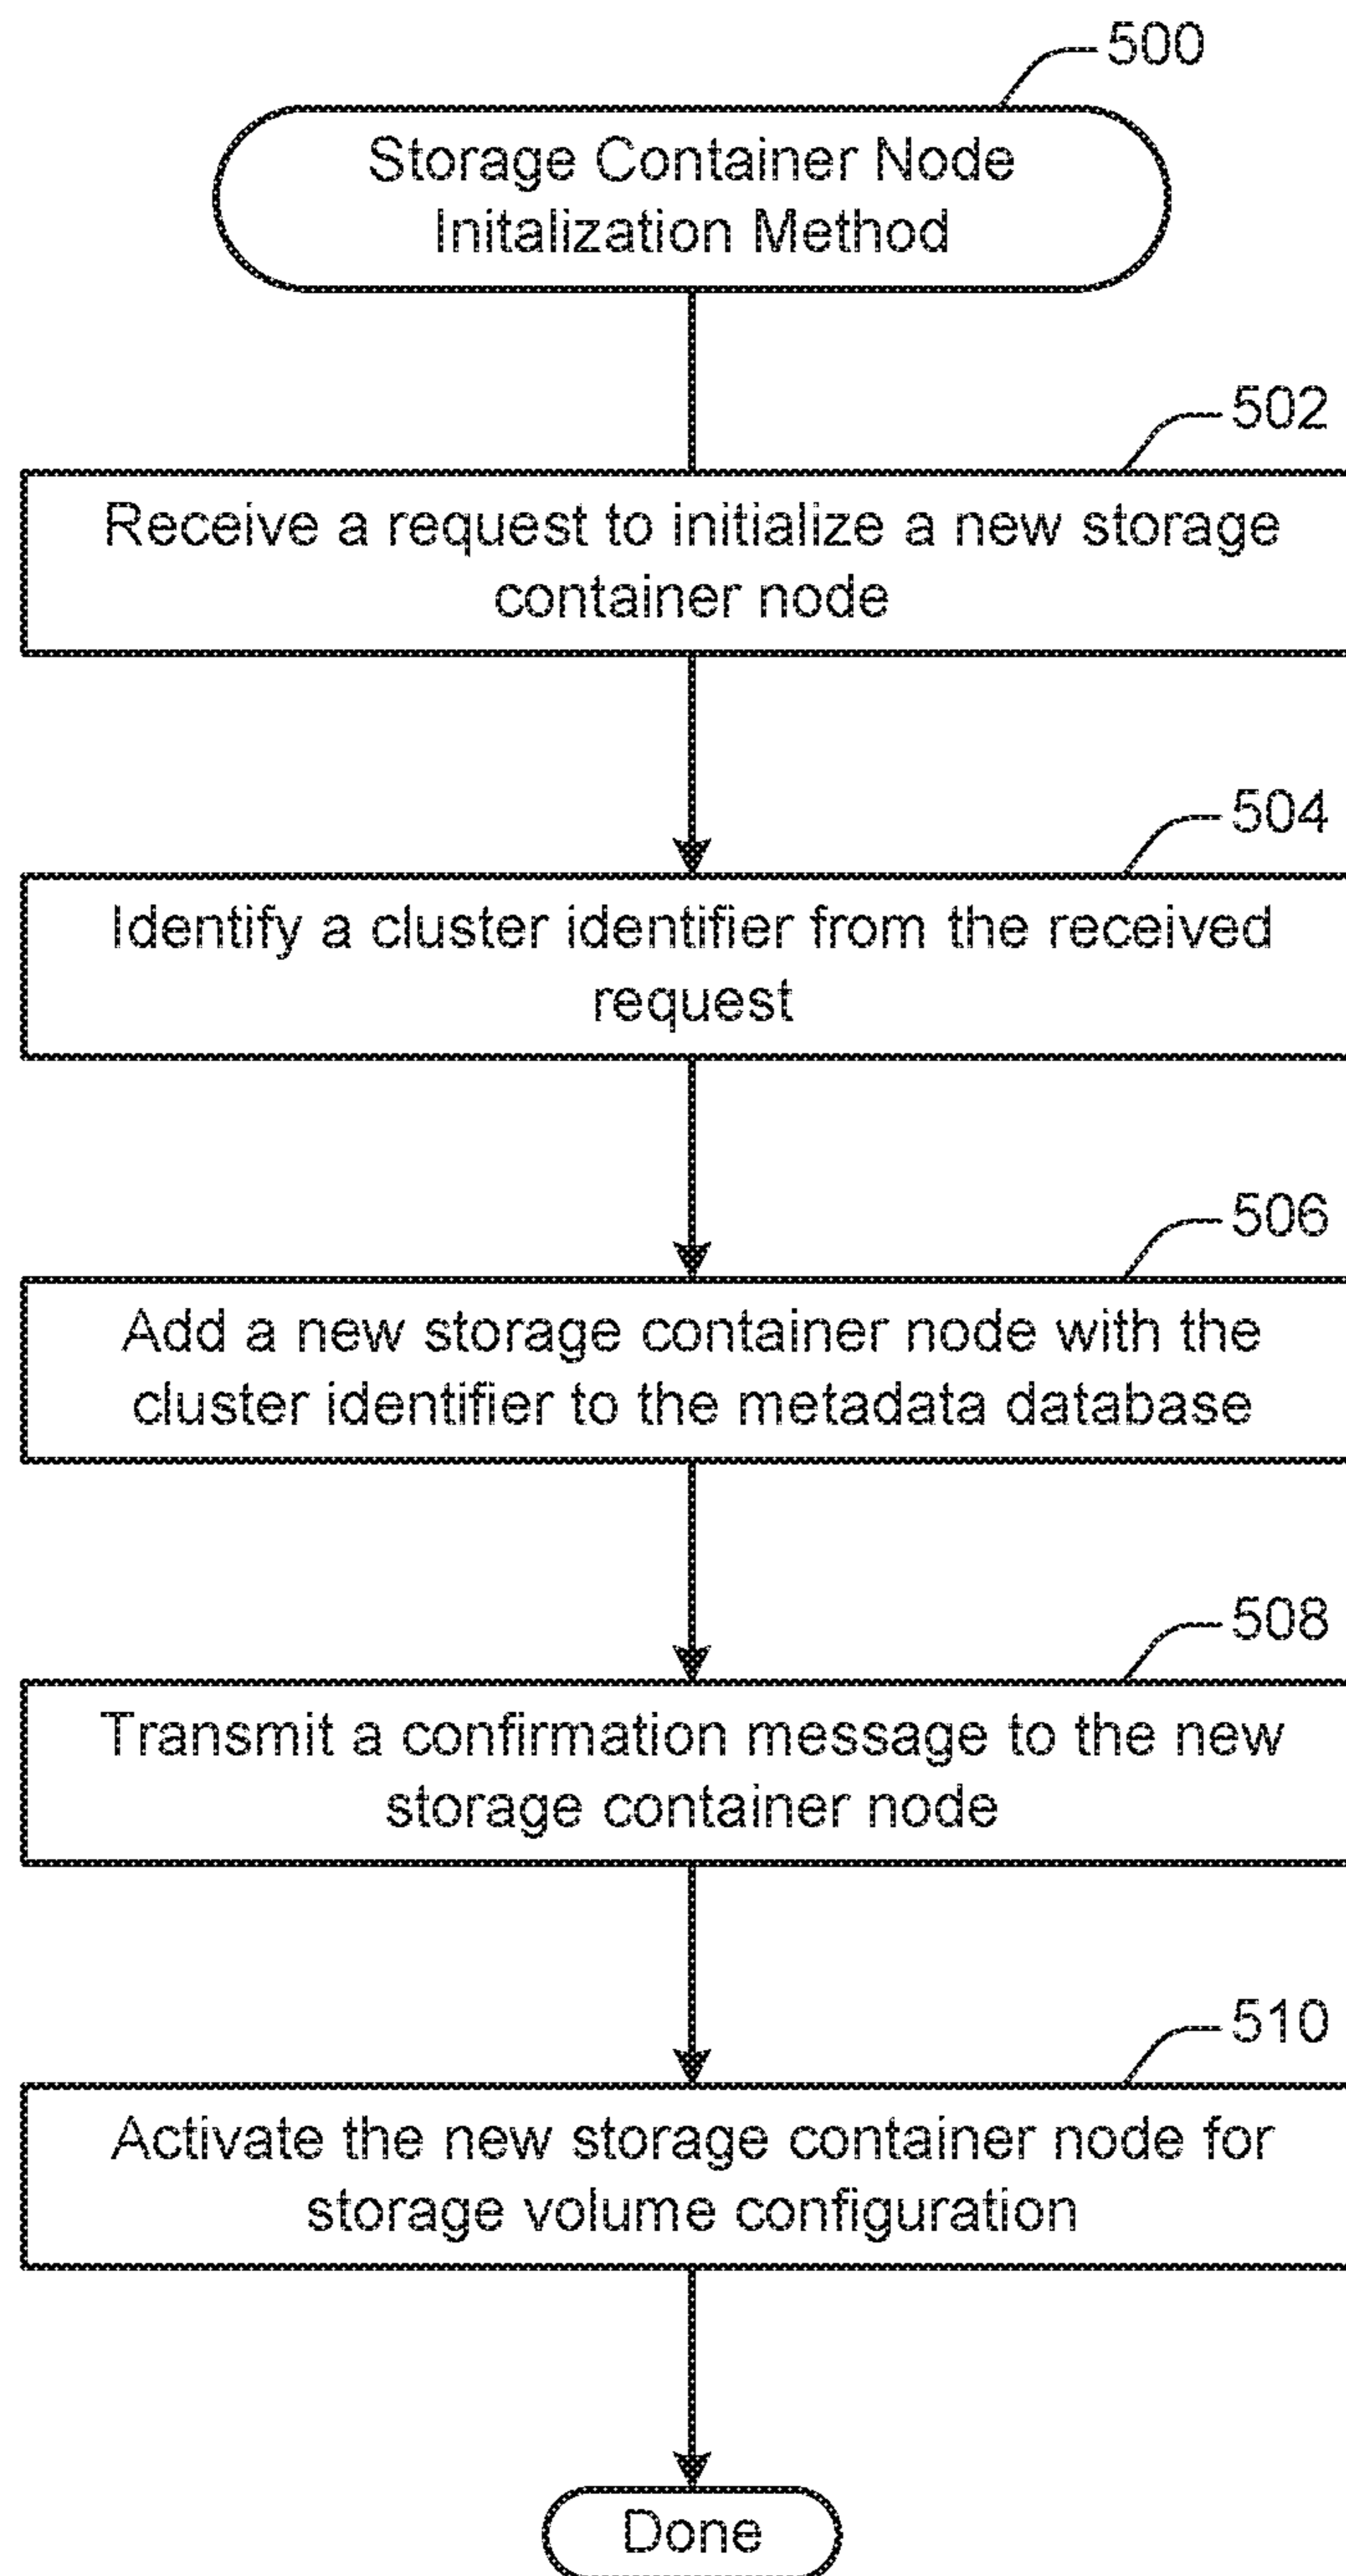 500
Storage Container Node
Initalization Method
502
Receive a request to initialize a new storage
container node
504
Identify a cluster identifier from the received
request
506
Add a new storage container node with the
cluster identifier to the metadata database
508
Transmit a confirmation message to the new
storage container node
510
Activate the new storage container node for
storage volume configuration
Done